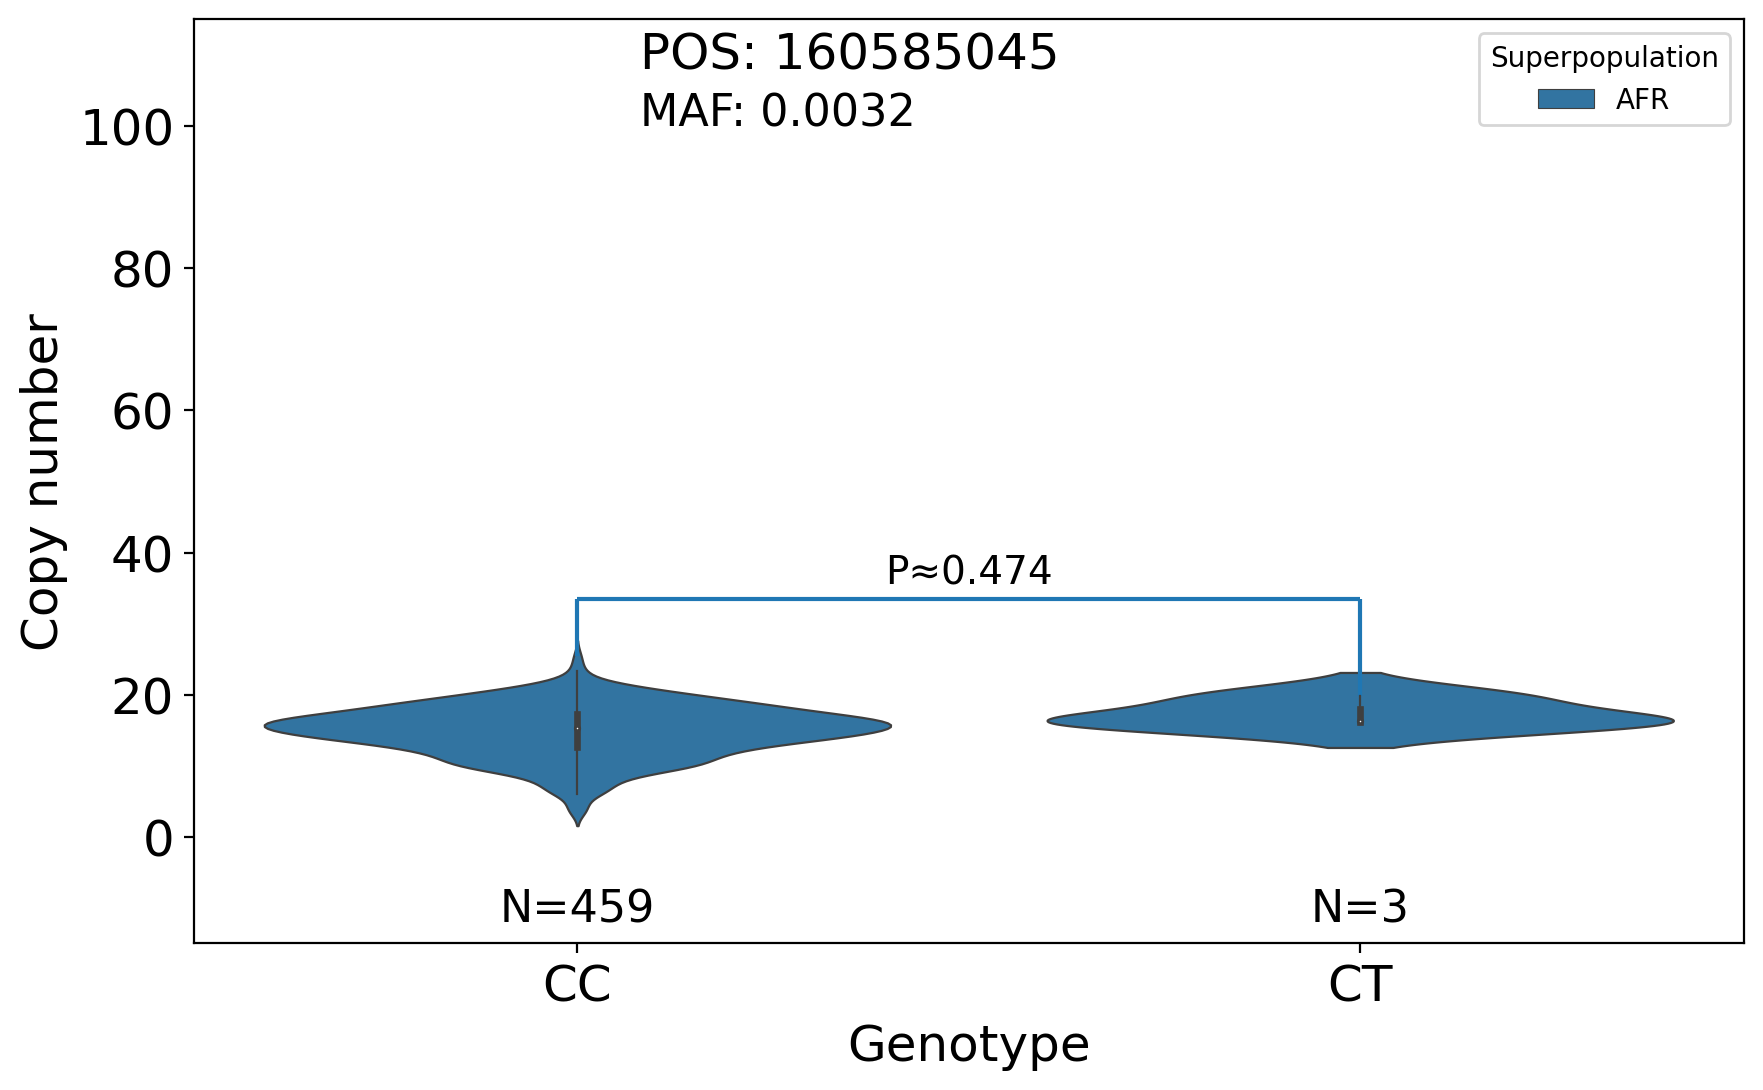 POS: 160585045
MAF: 0.0032
Superpopulation
AFR
100
80
60
40
20
0
Copy number
P≈0.474
N=459
N=3
CC
CT
Genotype